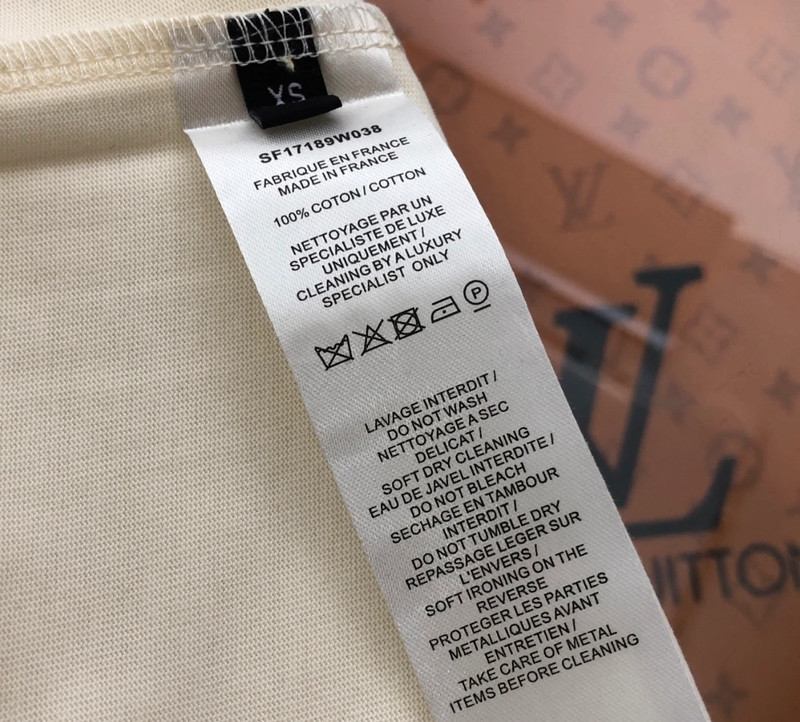 XS
SF17189W038
FABRIQUE EN FRANCE
MADE IN FRANCE
100% COTON / COTTON
NETTOYAGE PAR UN
SPECIALISTE DE LUXE
UNIQUEMENT /
CLEANING BY A LUXURY
SPECIALIST ONLY
P
LAVAGE INTERDIT /
DO NOT WASH
NETTOYAGE A SEC
DELICAT /
SOFT DRY CLEANING
EAU DE JAVEL INTERDITE /
DO NOT BLEACH
SECHAGE EN TAMBOUR
INTERDIT /
DO NOT TUMBLE DRY
REPASSAGE LEGER SUR
L'ENVERS /
SOFT IRONING ON THE
REVERSE
PROTEGER LES PARTIES
METALLIQUES AVANT
ENTRETIEN /
TAKE CARE OF METAL
ITEMS BEFORE CLEANING
LV
UITTON